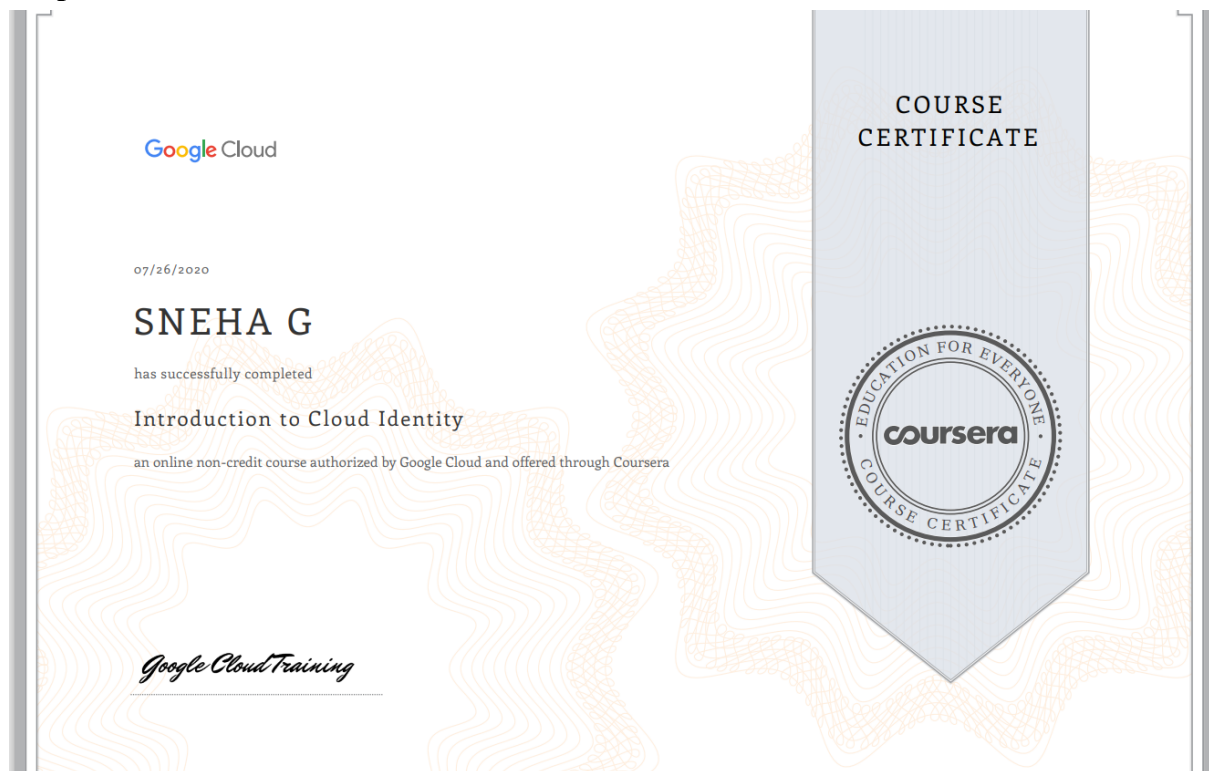 COURSE
CERTIFICATE
Google Cloud
07/26/2020
SNEHA G
has successfully completed
Introduction to Cloud Identity
an online non-credit course authorized by Google Cloud and offered through Coursera
EDUCATION FOR EVERYONE
coursera
COURSE CERTIFICATE
Google Cloud Training